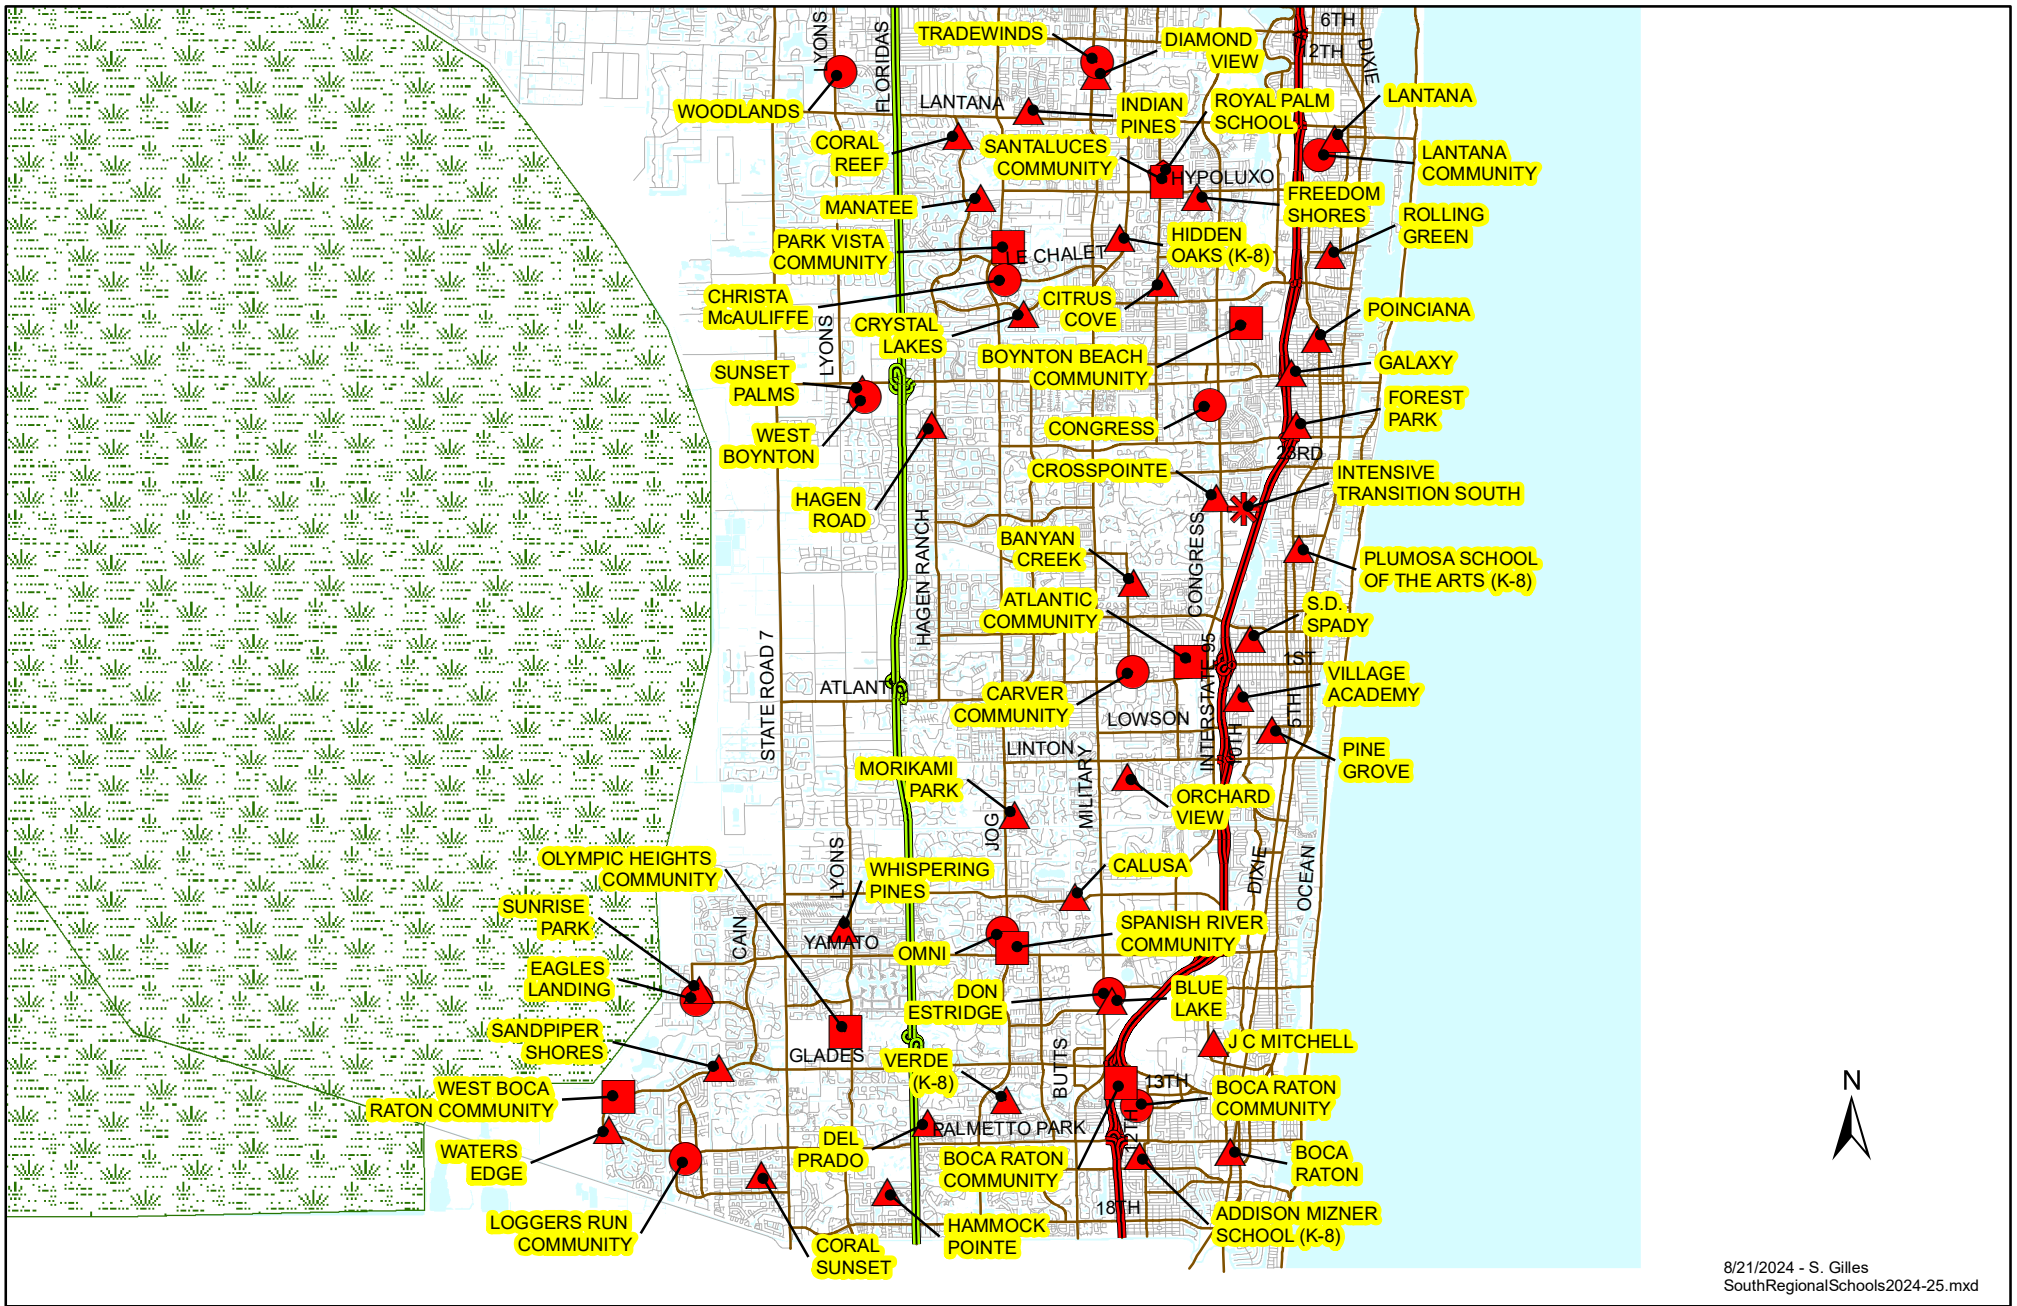 LYONS
FLORIDAS
TRADEWINDS
DIAMOND
VIEW
6TH
12TH
DIXIE
WOODLANDS
LANTANA
INDIAN
PINES
ROYAL PALM
SCHOOL
LANTANA
CORAL
REEF
SANTALUCES
COMMUNITY
LANTANA
COMMUNITY
HYPOLUXO
MANATEE
FREEDOM
SHORES
ROLLING
GREEN
PARK VISTA
COMMUNITY
LE CHALET
HIDDEN
OAKS (K-8)
CHRISTA
McAULIFFE
CITRUS
COVE
LYONS
CRYSTAL
LAKES
POINCIANA
BOYNTON BEACH
COMMUNITY
GALAXY
SUNSET
PALMS
FOREST
PARK
WEST
BOYNTON
CONGRESS
23RD
CROSSPOINTE
INTENSIVE
TRANSITION SOUTH
HAGEN
ROAD
HAGEN RANCH
CONGRESS
BANYAN
CREEK
PLUMOSA SCHOOL
OF THE ARTS (K-8)
ATLANTIC
COMMUNITY
S.D.
SPADY
STATE ROAD 7
INTERSTATE 95
1ST
ATLANT
CARVER
COMMUNITY
VILLAGE
ACADEMY
LOWSON
5TH
10TH
LINTON
MILITARY
PINE
GROVE
MORIKAMI
PARK
ORCHARD
VIEW
JOG
OLYMPIC HEIGHTS
COMMUNITY
LYONS
WHISPERING
PINES
CALUSA
DIXIE
OCEAN
SUNRISE
PARK
CAIN
YAMATO
OMNI
SPANISH RIVER
COMMUNITY
EAGLES
LANDING
DON
ESTRIDGE
BLUE
LAKE
SANDPIPER
SHORES
GLADES
VERDE
(K-8)
BUTTS
J C MITCHELL
WEST BOCA
RATON COMMUNITY
13TH
BOCA RATON
COMMUNITY
12TH
PALMETTO PARK
WATERS
EDGE
DEL
PRADO
BOCA RATON
COMMUNITY
BOCA
RATON
18TH
LOGGERS RUN
COMMUNITY
CORAL
SUNSET
HAMMOCK
POINTE
ADDISON MIZNER
SCHOOL (K-8)
N
8/21/2024 - S. Gilles
SouthRegionalSchools2024-25.mxd